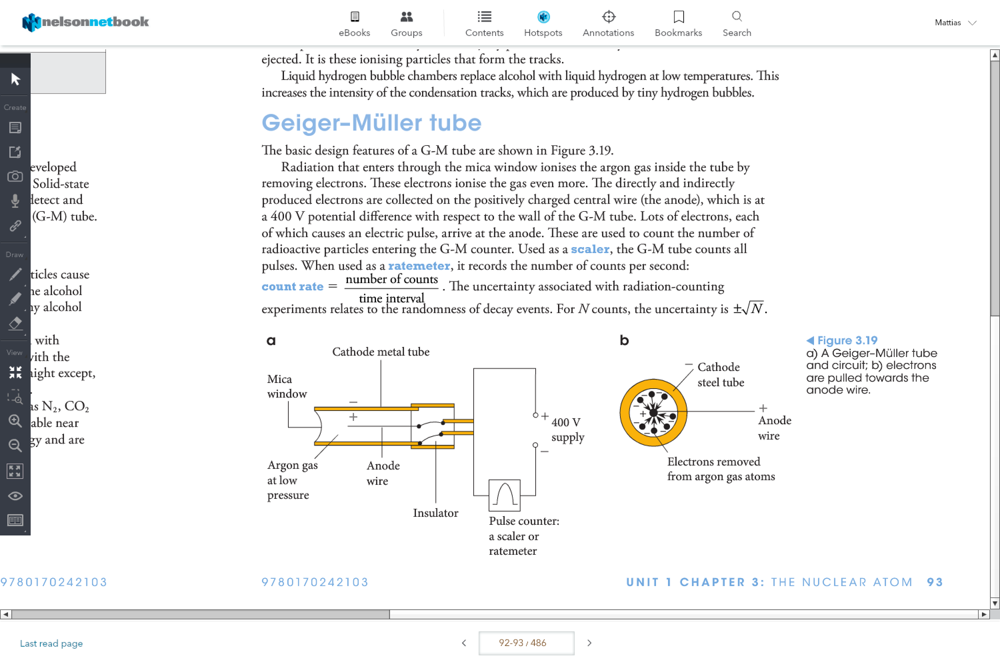 nelsonnetbook
eBooks
Groups
Contents
Hotspots
Annotations
Bookmarks
Search
Mattias
Create
Draw
View
eveloped
Solid-state
detect and
(G-M) tube.
ticles cause
ne alcohol
ny alcohol
with
with the
aight except,
as N₂, CO₂
able near
gy and are
9780170242103
ejected. It is these ionising particles that form the tracks.
Liquid hydrogen bubble chambers replace alcohol with liquid hydrogen at low temperatures. This
increases the intensity of the condensation tracks, which are produced by tiny hydrogen bubbles.
Geiger–Müller tube
The basic design features of a G-M tube are shown in Figure 3.19.
Radiation that enters through the mica window ionises the argon gas inside the tube by
removing electrons. These electrons ionise the gas even more. The directly and indirectly
produced electrons are collected on the positively charged central wire (the anode), which is at
a 400 V potential difference with respect to the wall of the G-M tube. Lots of electrons, each
of which causes an electric pulse, arrive at the anode. These are used to count the number of
radioactive particles entering the G-M counter. Used as a scaler, the G-M tube counts all
pulses. When used as a ratemeter, it records the number of counts per second:
count rate = number of counts / time interval. The uncertainty associated with radiation-counting
experiments relates to the randomness of decay events. For N counts, the uncertainty is ±√N.
a
Cathode metal tube
Mica
window
−
+
Argon gas
at low
pressure
Anode
wire
Insulator
+
400 V
supply
−
Pulse counter:
a scaler or
ratemeter
b
− Cathode
steel tube
+
Anode
wire
Electrons removed
from argon gas atoms
◀ Figure 3.19
a) A Geiger–Müller tube
and circuit; b) electrons
are pulled towards the
anode wire.
9780170242103
UNIT 1 CHAPTER 3: THE NUCLEAR ATOM 93
Last read page
92-93 / 486